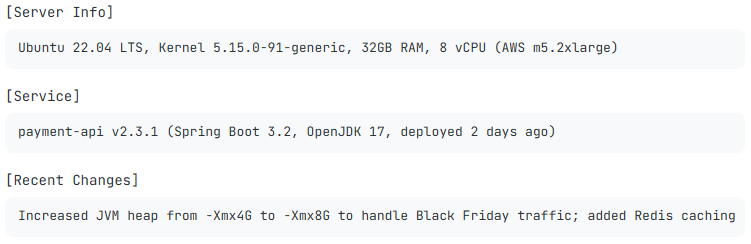 [Server Info]
Ubuntu 22.04 LTS, Kernel 5.15.0-91-generic, 32GB RAM, 8 vCPU (AWS m5.2xlarge)
[Service]
payment-api v2.3.1 (Spring Boot 3.2, OpenJDK 17, deployed 2 days ago)
[Recent Changes]
Increased JVM heap from -Xmx4G to -Xmx8G to handle Black Friday traffic; added Redis caching